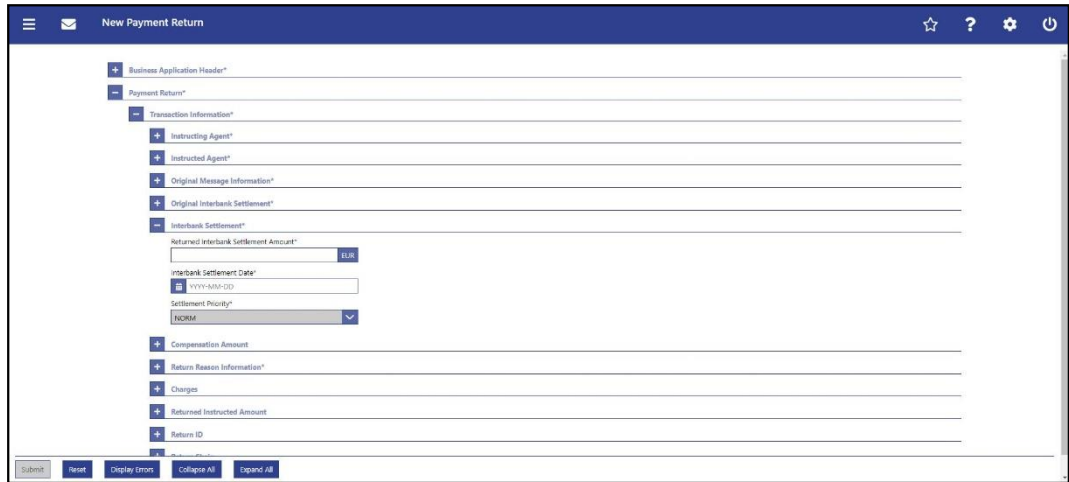 New Payment Return
?
Business Application Header*
Payment Return*
Transaction Information*
Instructing Agent*
Instructed Agent*
Original Message Information*
Original Interbank Settlement*
Interbank Settlement*
Returned Interbank Settlement Amount*
EUR
Interbank Settlement Date*
YYYY-MM-DD
Settlement Priority*
NORM
Compensation Amount
Return Reason Information*
Charges
Returned Instructed Amount
Return ID
Submit Reset Display Errors Collapse All Expand All